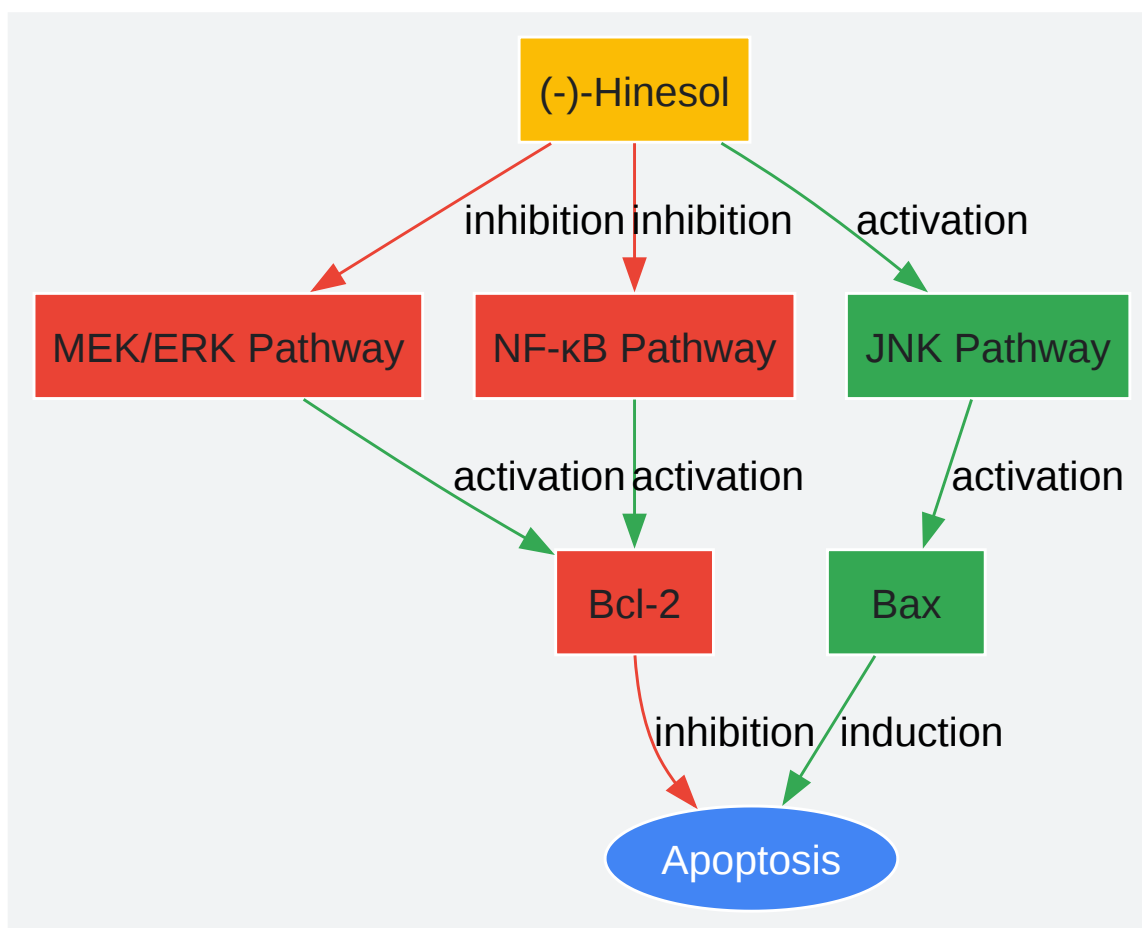 (-)-Hinesol
inhibition
inhibition
activation
MEK/ERK Pathway
NF-κB Pathway
JNK Pathway
activation
activation
activation
Bcl-2
Bax
inhibition
induction
Apoptosis